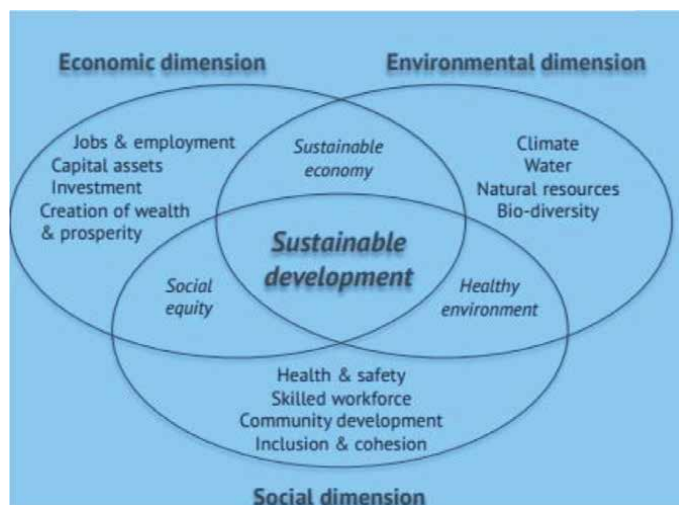 Economic dimension
Environmental dimension
Jobs & employment
Capital assets
Investment
Creation of wealth
& prosperity
Sustainable
economy
Climate
Water
Natural resources
Bio-diversity
Sustainable
development
Social
equity
Healthy
environment
Health & safety
Skilled workforce
Community development
Inclusion & cohesion
Social dimension